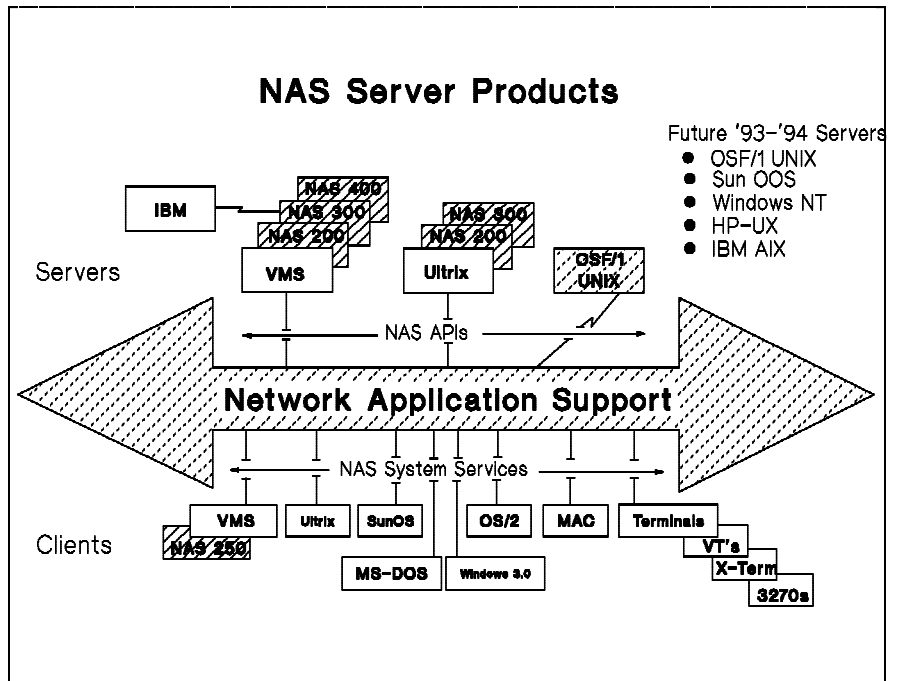 NAS Server Products
Future '93-'94 Servers
● OSF/1 UNIX
● Sun OOS
● Windows NT
● HP-UX
● IBM AIX
NAS 400
NAS 300
NAS 200
IBM
VMS
NAS 300
NAS 200
Ultrix
OSF/1
UNIX
Servers
NAS APIs
Network Application Support
NAS System Services
Clients
VMS
NAS 250
Ultrix
SunOS
OS/2
MAC
Terminals
MS-DOS
Windows 3.0
VT's
X-Term
3270s